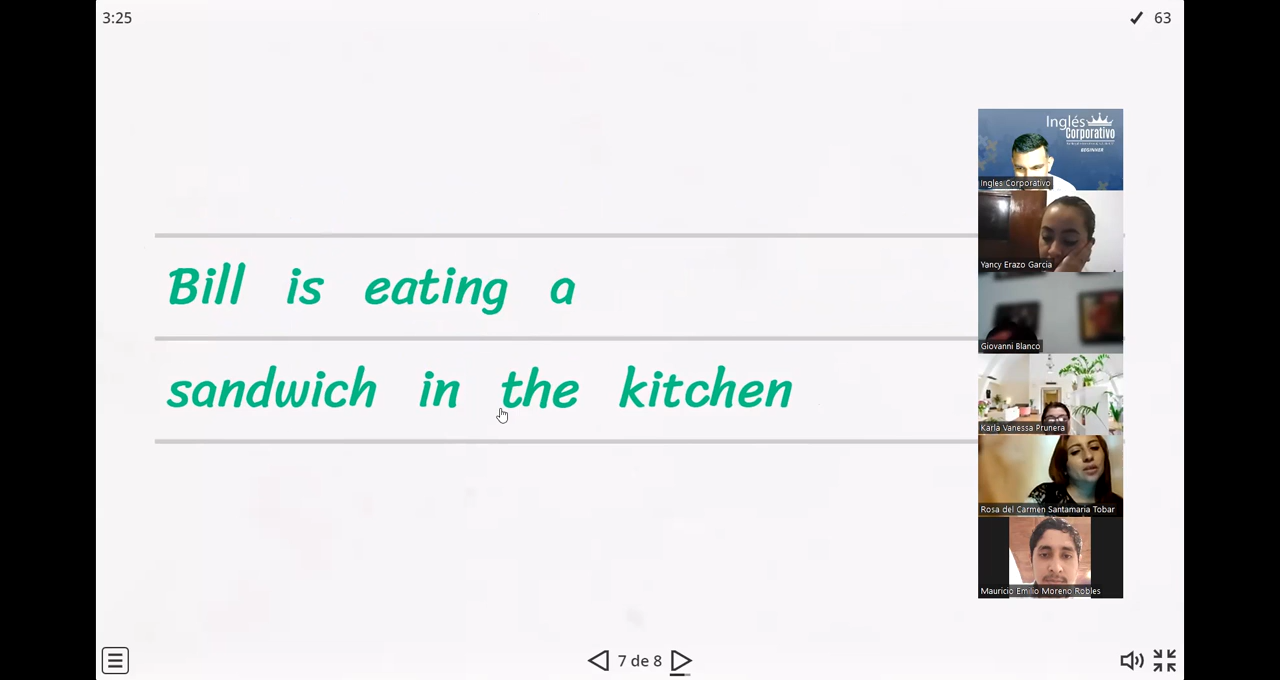 3:25
✓ 63
Bill is eating a
sandwich in the kitchen
Inglés
Corporativo
BEGINNER
Ingles Corporativo
Yancy Erazo Garcia
Giovanni Blanco
Karla Vanessa Prunera
Rosa del Carmen Santamaria Tobar
Mauricio Emilio Moreno Robles
7 de 8